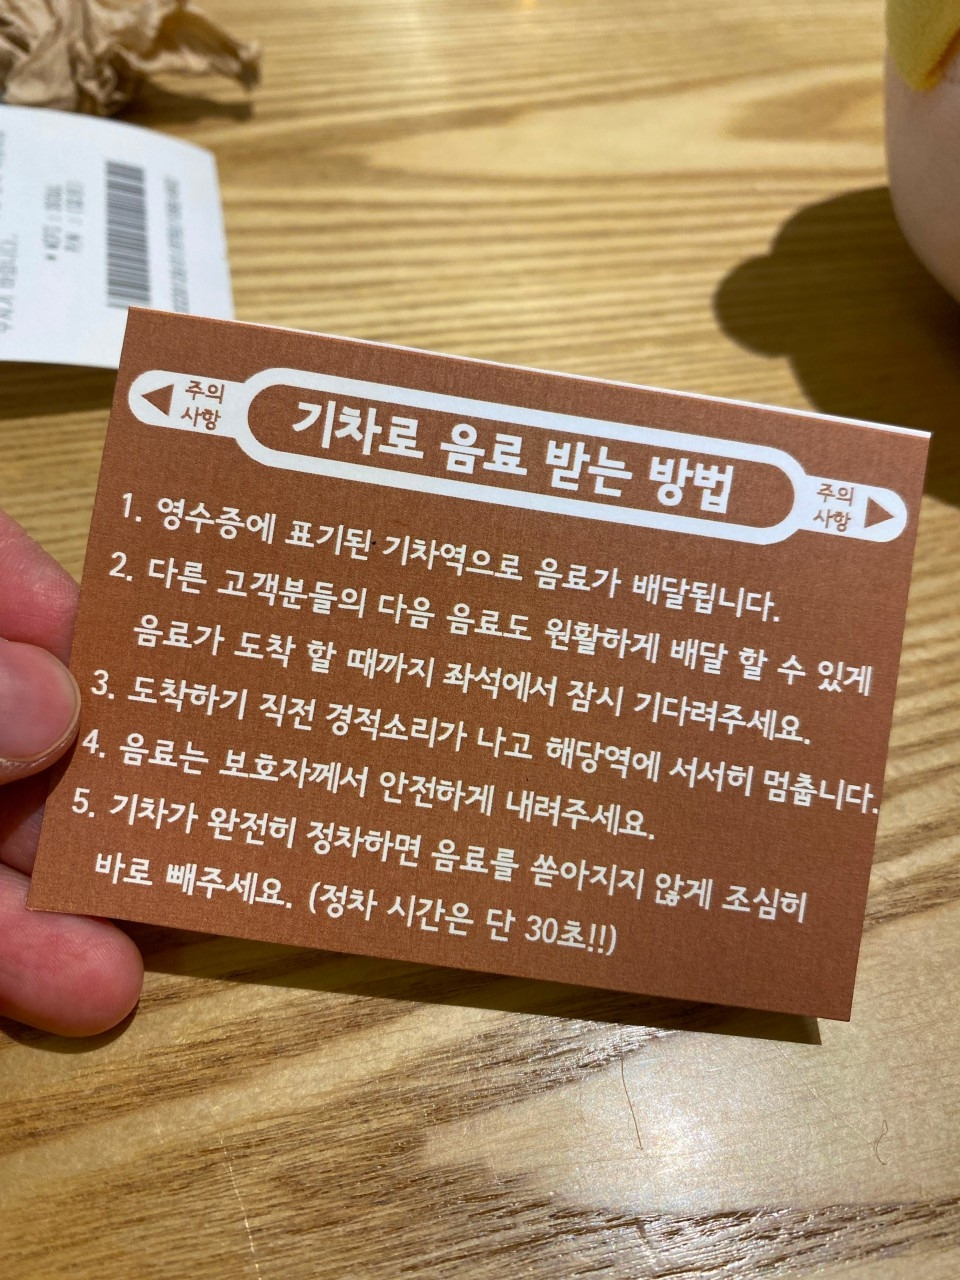 주의
사항
기차로 음료 받는 방법
주의
사항
1. 영수증에 표기된 기차역으로 음료가 배달됩니다.
2. 다른 고객분들의 다음 음료도 원활하게 배달 할 수 있게
음료가 도착 할 때까지 좌석에서 잠시 기다려주세요.
3. 도착하기 직전 경적소리가 나고 해당역에 서서히 멈춥니다.
4. 음료는 보호자께서 안전하게 내려주세요.
5. 기차가 완전히 정차하면 음료를 쏟아지지 않게 조심히
바로 빼주세요. (정차 시간은 단 30초!!)